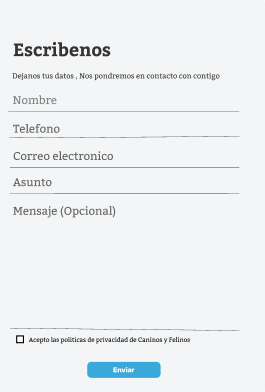 Escribenos
Dejanos tus datos , Nos pondremos en contacto con contigo
Nombre
Telefono
Correo electronico
Asunto
Mensaje (Opcional)
Acepto las politicas de privacidad de Caninos y Felinos
Enviar